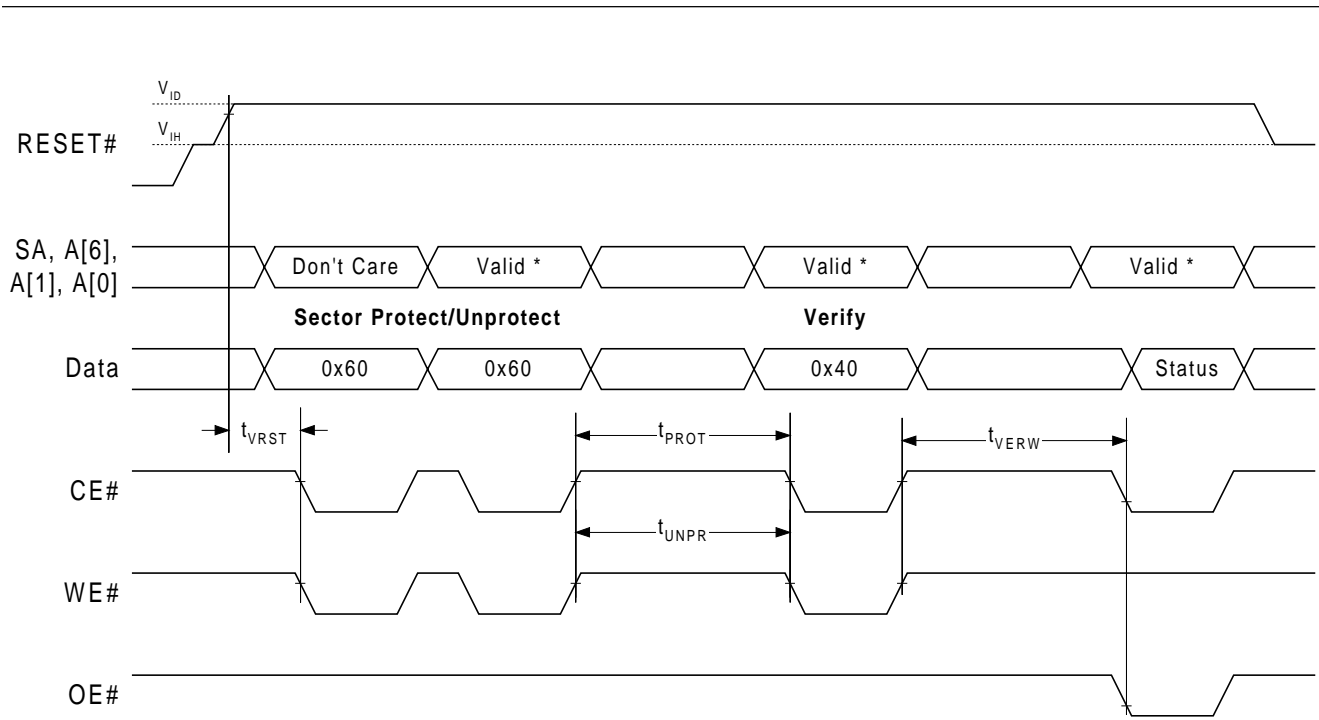 V_ID
V_IH
RESET#
SA, A[6],
A[1], A[0]
Don't Care
Valid *
Valid *
Valid *
Sector Protect/Unprotect
Verify
Data
0x60
0x60
0x40
Status
t_VRST
t_PROT
t_VERW
CE#
t_UNPR
WE#
OE#